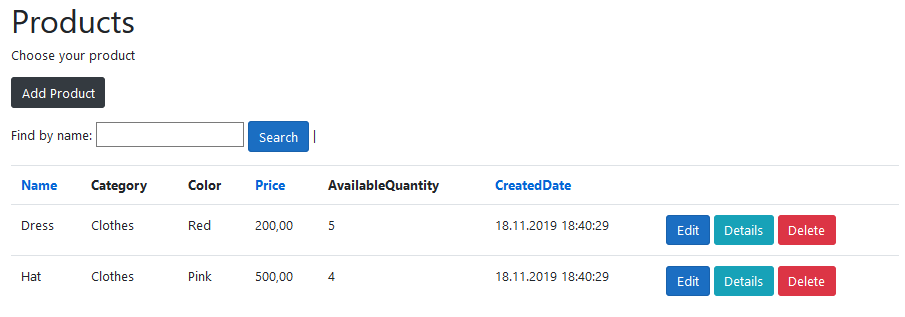 Products
Choose your product
Add Product
Find by name: Search |
Name Category Color Price AvailableQuantity CreatedDate
Dress Clothes Red 200,00 5 18.11.2019 18:40:29 Edit Details Delete
Hat Clothes Pink 500,00 4 18.11.2019 18:40:29 Edit Details Delete